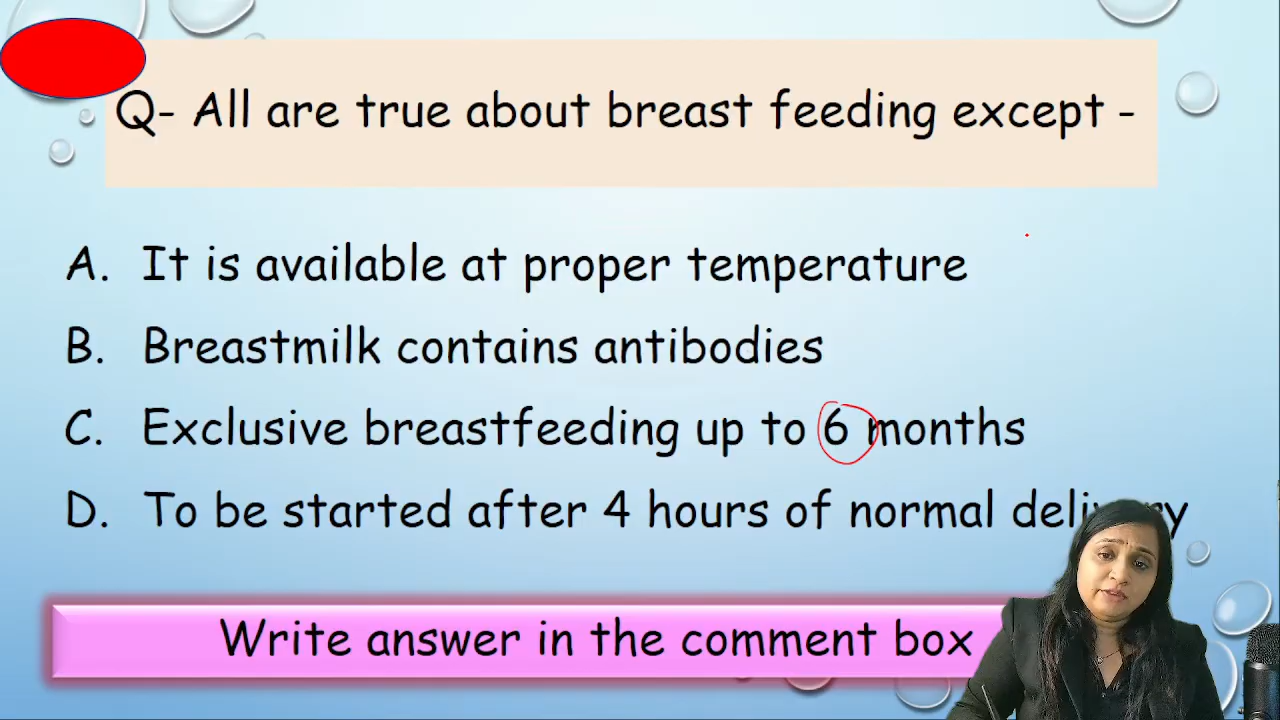 Q- All are true about breast feeding except -
A. It is available at proper temperature
B. Breastmilk contains antibodies
C. Exclusive breastfeeding up to 6 months
D. To be started after 4 hours of normal delivery
Write answer in the comment box